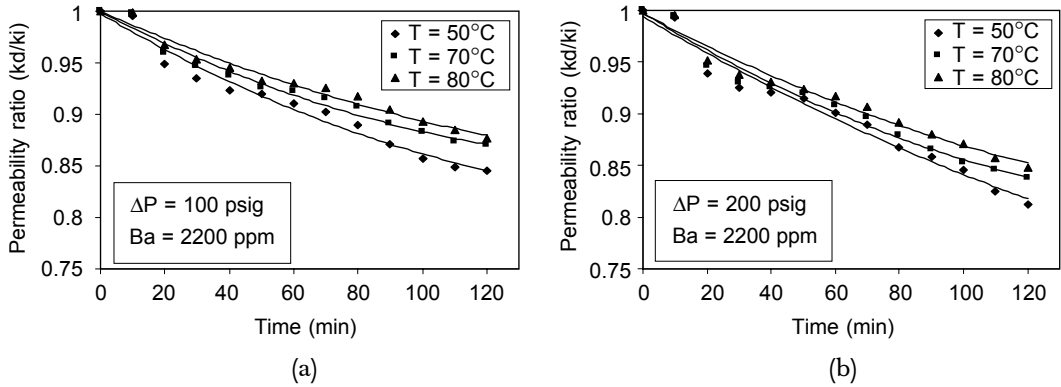 Permeability ratio (kd/ki)
1
0.95
0.9
0.85
0.8
0.75
T = 50°C
T = 70°C
T = 80°C
ΔP = 100 psig
Ba = 2200 ppm
0 20 40 60 80 100 120
Time (min)
(a)
Permeability ratio (kd/ki)
1
0.95
0.9
0.85
0.8
0.75
T = 50°C
T = 70°C
T = 80°C
ΔP = 200 psig
Ba = 2200 ppm
0 20 40 60 80 100 120
Time (min)
(b)